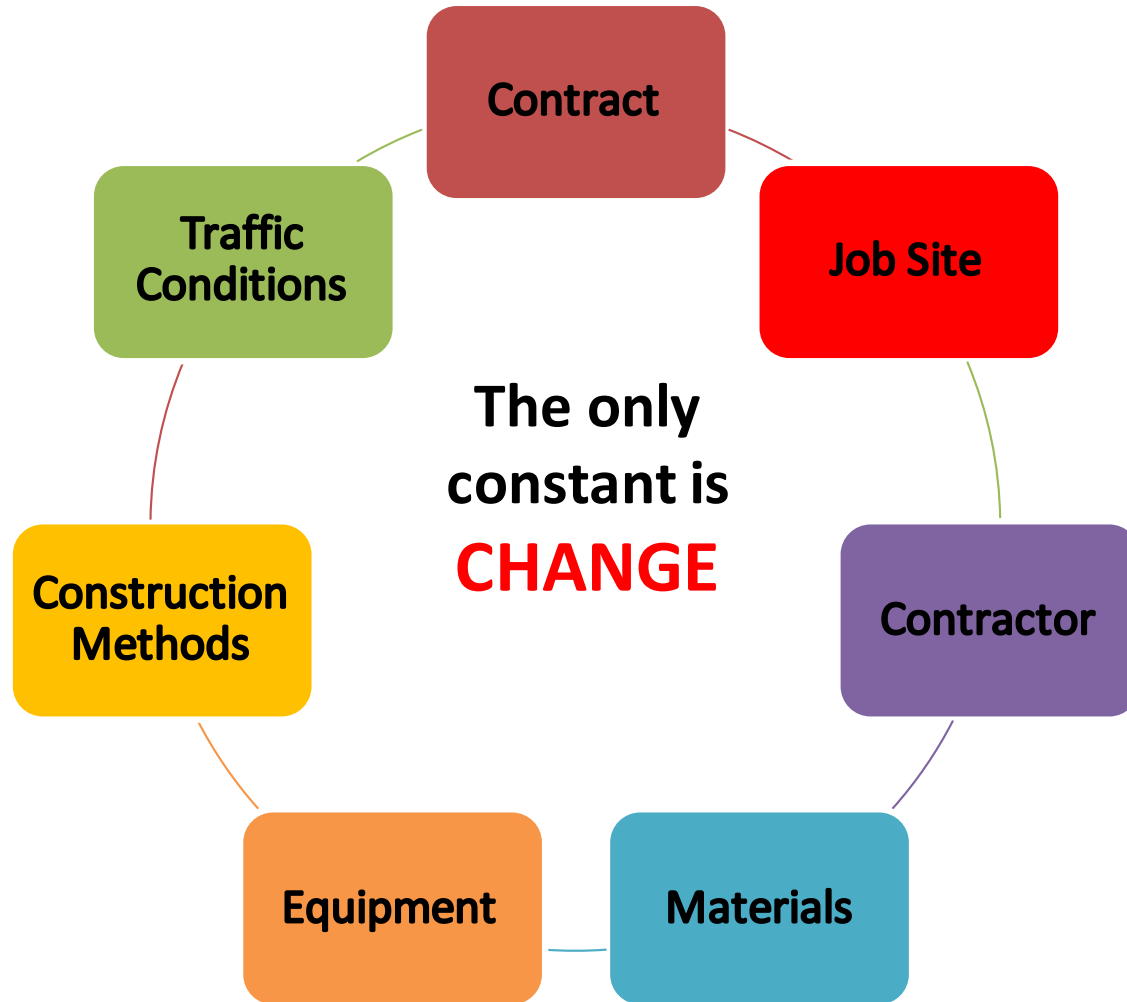 Contract
Traffic
Conditions
Job Site
The only
constant is
CHANGE
Construction
Methods
Contractor
Equipment
Materials